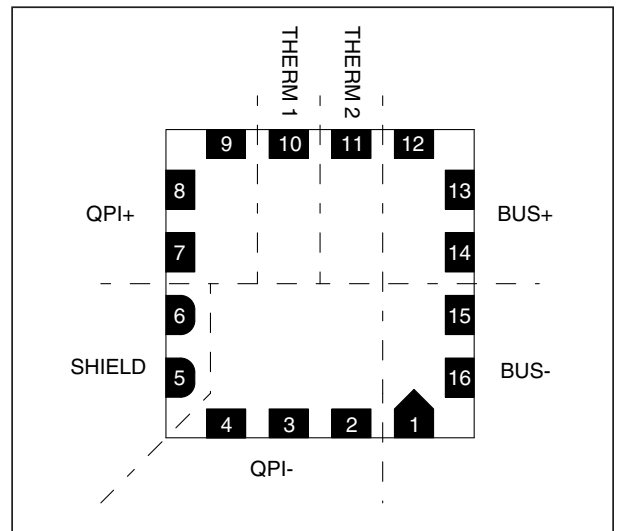 THERM 1
THERM 2
9 10 11 12
8
13
QPI+
BUS+
7
14
6
15
SHIELD
BUS-
5
16
4 3 2 1
QPI-